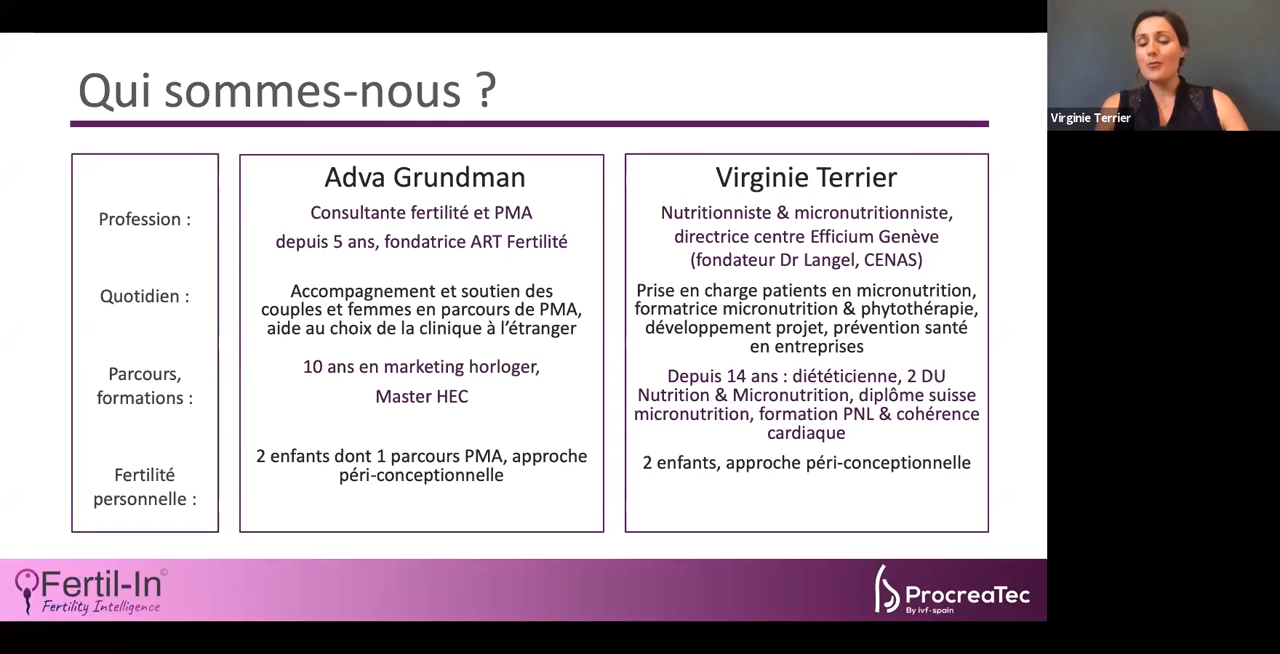 Qui sommes-nous ?
Virginie Terrier
Profession :
Quotidien :
Parcours,
formations :
Fertilité
personnelle :
Adva Grundman
Consultante fertilité et PMA
depuis 5 ans, fondatrice ART Fertilité
Accompagnement et soutien des
couples et femmes en parcours de PMA,
aide au choix de la clinique à l’étranger
10 ans en marketing horloger,
Master HEC
2 enfants dont 1 parcours PMA, approche
péri-conceptionnelle
Virginie Terrier
Nutritionniste & micronutritionniste,
directrice centre Efficium Genève
(fondateur Dr Langel, CENAS)
Prise en charge patients en micronutrition,
formatrice micronutrition & phytothérapie,
développement projet, prévention santé
en entreprises
Depuis 14 ans : diététicienne, 2 DU
Nutrition & Micronutrition, diplôme suisse
micronutrition, formation PNL & cohérence
cardiaque
2 enfants, approche péri-conceptionnelle
Fertil-In©
Fertility Intelligence
ProcreaTec
By ivf-spain